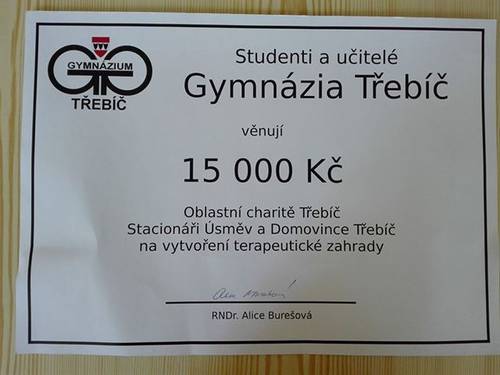 GYMNÁZIUM
TŘEBÍČ
Studenti a učitelé
Gymnázia Třebíč
věnují
15 000 Kč
Oblastní charitě Třebíč
Stacionáři Úsměv a Domovince Třebíč
na vytvoření terapeutické zahrady
RNDr. Alice Burešová